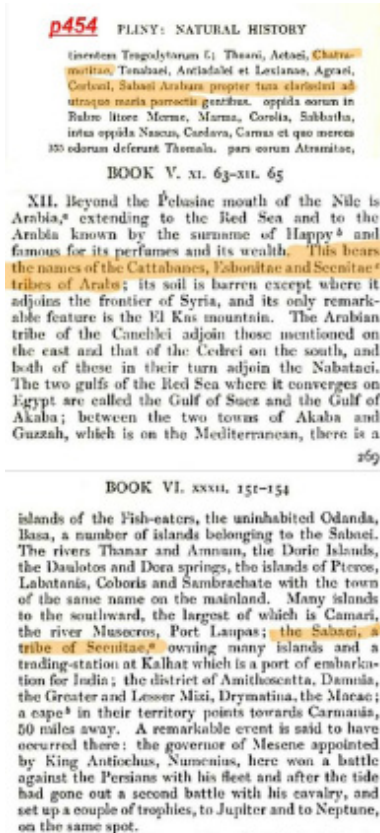 p454 PLINY: NATURAL HISTORY
tinentem Trogodytarum Thoani, Actaei, Chatra-
motitae, Tonabaei, Antiadalei et Lexianae, Agraei,
Cerbani, Sabaei Arabum propter tura clarissimi ad
utraque maria porrectis gentibus. oppida eorum in
Rubro litore Merme, Marma, Corolia, Sabbatha,
intus oppida Nascus, Cardava, Carnus et quo merces
155 odorum deferunt Thomala. pars eorum Atramitae,
BOOK V. XI. 63–XII. 65
XII. Beyond the Pelusiac mouth of the Nile is
Arabia,ᵃ extending to the Red Sea and to the
Arabia known by the surname of Happyᵇ and
famous for its perfumes and its wealth. This bears
the names of the Cattabanes, Esbonitae and Scenitaeᶜ
tribes of Arabs; its soil is barren except where it
adjoins the frontier of Syria, and its only remark-
able feature is the El Kas mountain. The Arabian
tribe of the Canchlei adjoin those mentioned on
the east and that of the Cedrei on the south, and
both of these in their turn adjoin the Nabataei.
The two gulfs of the Red Sea where it converges on
Egypt are called the Gulf of Suez and the Gulf of
Akaba; between the two towns of Akaba and
Guzzah, which is on the Mediterranean, there is a
269
BOOK VI. XXXII. 151–154
islands of the Fish-eaters, the uninhabited Odanda,
Basa, a number of islands belonging to the Sabaei.
The rivers Thanar and Amnum, the Doric Islands,
the Daulotos and Dora springs, the islands of Pteros,
Labatanis, Coboris and Sambrachate with the town
of the same name on the mainland. Many islands
to the southward, the largest of which is Camari,
the river Musecros, Port Laupas; the Sabaei, a
tribe of Scenitae,ᵃ owning many islands and a
trading-station at Kalhat which is a port of embarka-
tion for India; the district of Amithoscatta, Damnia,
the Greater and Lesser Mizi, Drymatina, the Macae;
a capeᵇ in their territory points towards Carmania,
50 miles away. A remarkable event is said to have
occurred there: the governor of Mesene appointed
by King Antiochus, Numenius, here won a battle
against the Persians with his fleet and after the tide
had gone out a second battle with his cavalry, and
set up a couple of trophies, to Jupiter and to Neptune,
on the same spot.